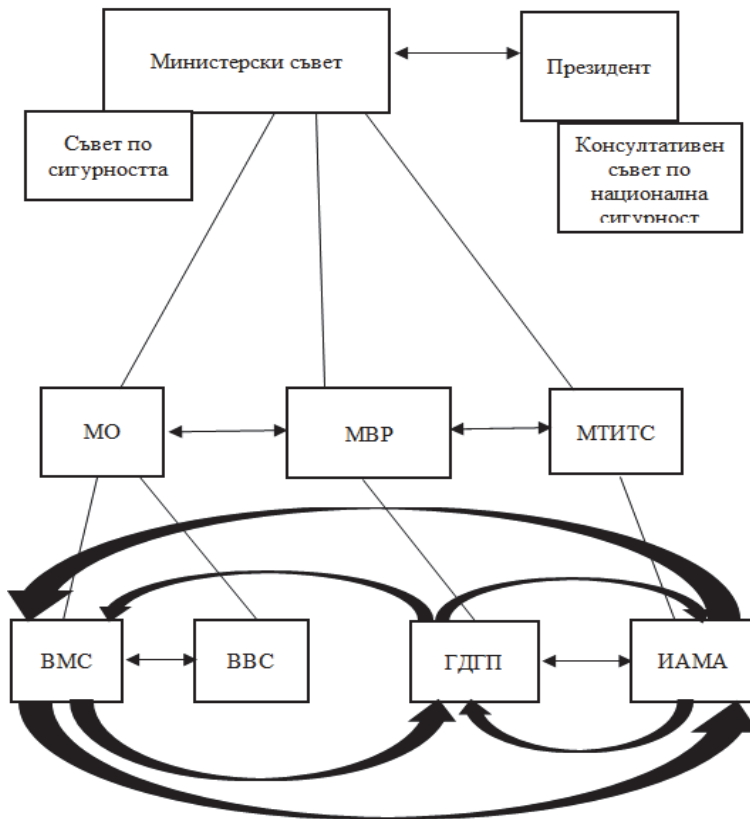 Министерски съвет
Президент
Съвет по
сигурността
Консултативен
съвет по
национална
сигурност
МО
МВР
МТИТС
ВМС
ВВС
ГДГП
ИАМА